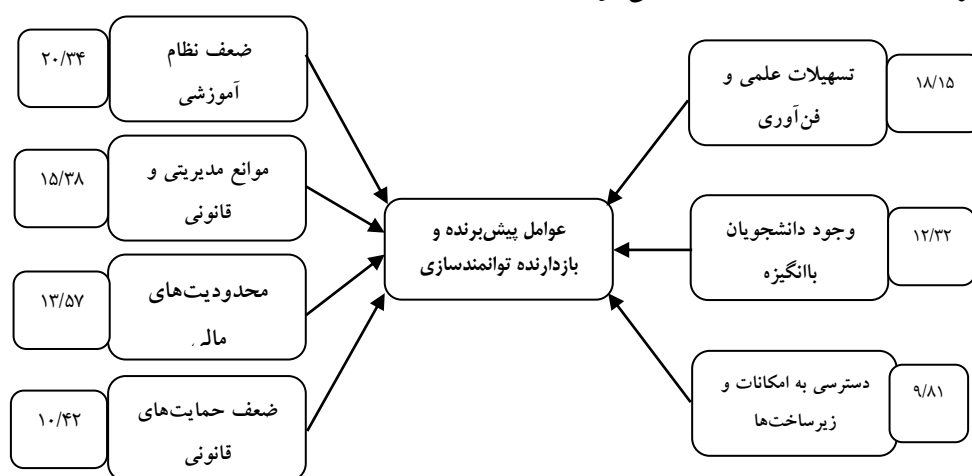 تسهیلات علمی و
فن‌آوری
۱۸/۱۵
وجود دانشجویان
باانگیزه
۱۲/۳۲
دسترسی به امکانات و
زیرساخت‌ها
۹/۸۱
عوامل پیش‌برنده و
بازدارنده توانمندسازی
ضعف نظام
آموزشی
۲۰/۳۴
موانع مدیریتی و
قانونی
۱۵/۳۸
محدودیت‌های
مالی
۱۳/۵۷
ضعف حمایت‌های
قانونی
۱۰/۴۲